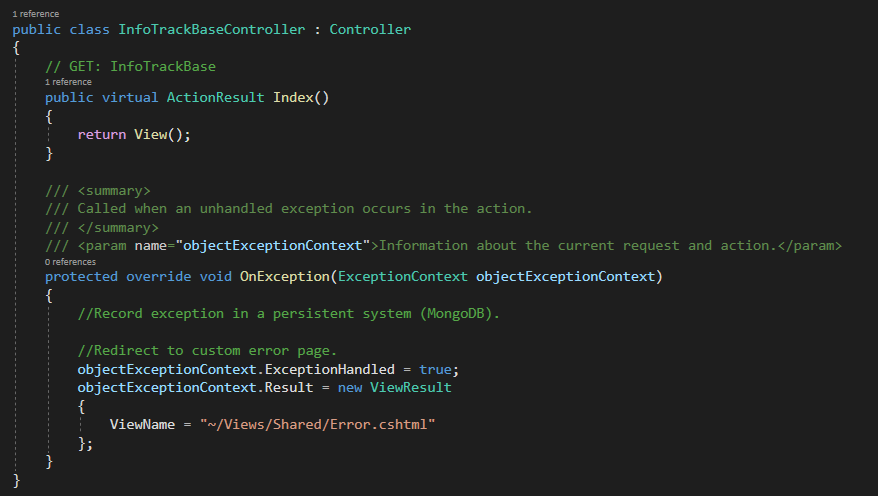 1 reference
public class InfoTrackBaseController : Controller
{
// GET: InfoTrackBase
1 reference
public virtual ActionResult Index()
{
return View();
}
/// <summary>
/// Called when an unhandled exception occurs in the action.
/// </summary>
/// <param name="objectExceptionContext">Information about the current request and action.</param>
0 references
protected override void OnException(ExceptionContext objectExceptionContext)
{
//Record exception in a persistent system (MongoDB).
//Redirect to custom error page.
objectExceptionContext.ExceptionHandled = true;
objectExceptionContext.Result = new ViewResult
{
ViewName = "~/Views/Shared/Error.cshtml"
};
}
}